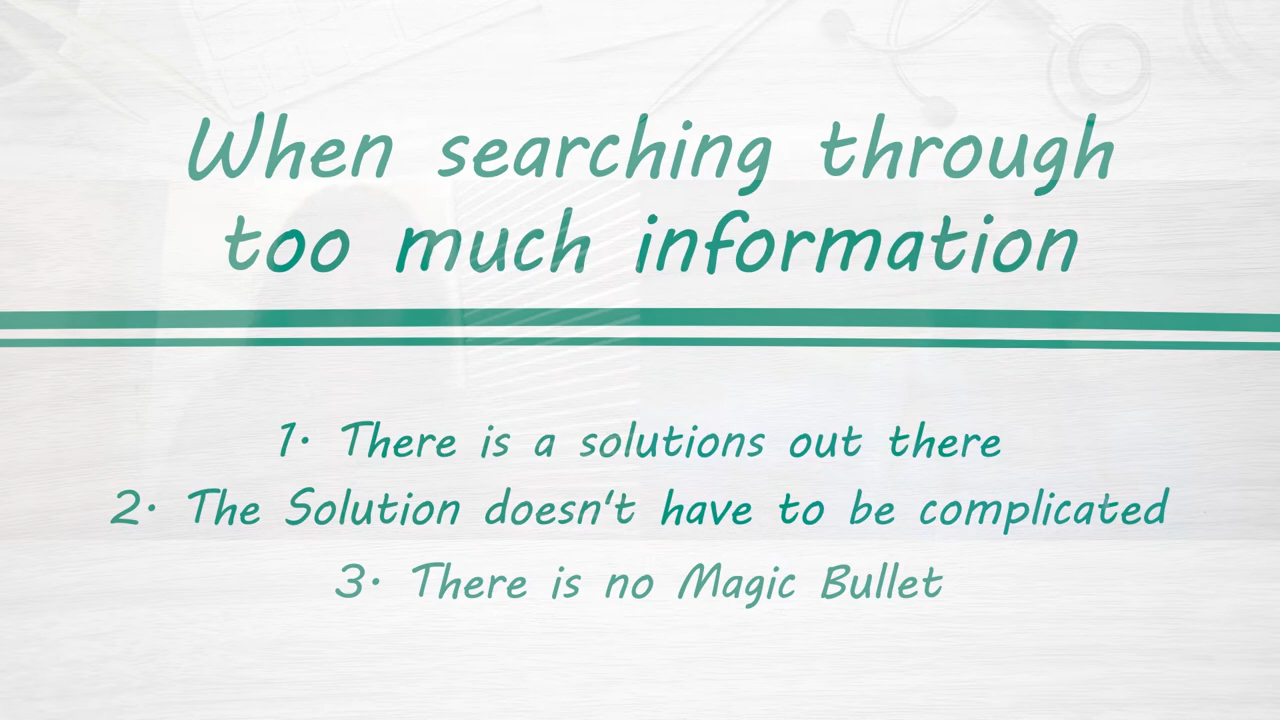 When searching through
too much information
1. There is a solutions out there
2. The Solution doesn't have to be complicated
3. There is no Magic Bullet